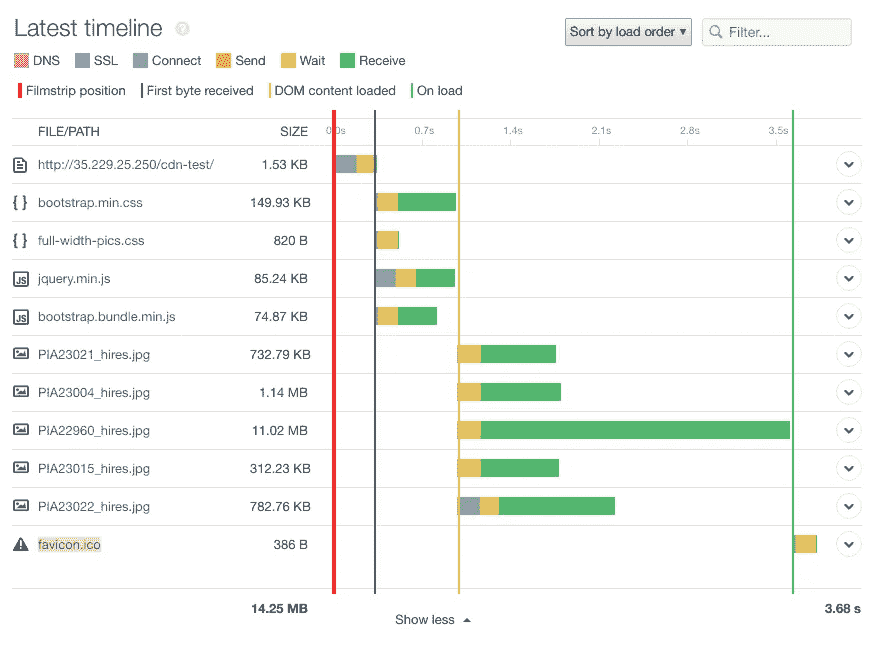 Latest timeline ?
Sort by load order ▾ Filter...
DNS SSL Connect Send Wait Receive
Filmstrip position First byte received DOM content loaded On load
FILE/PATH SIZE 0.0s 0.7s 1.4s 2.1s 2.8s 3.5s
http://35.229.25.250/cdn-test/ 1.53 KB
{ } bootstrap.min.css 149.93 KB
{ } full-width-pics.css 820 B
JS jquery.min.js 85.24 KB
JS bootstrap.bundle.min.js 74.87 KB
PIA23021_hires.jpg 732.79 KB
PIA23004_hires.jpg 1.14 MB
PIA22960_hires.jpg 11.02 MB
PIA23015_hires.jpg 312.23 KB
PIA23022_hires.jpg 782.76 KB
favicon.ico 386 B
14.25 MB 3.68 s
Show less